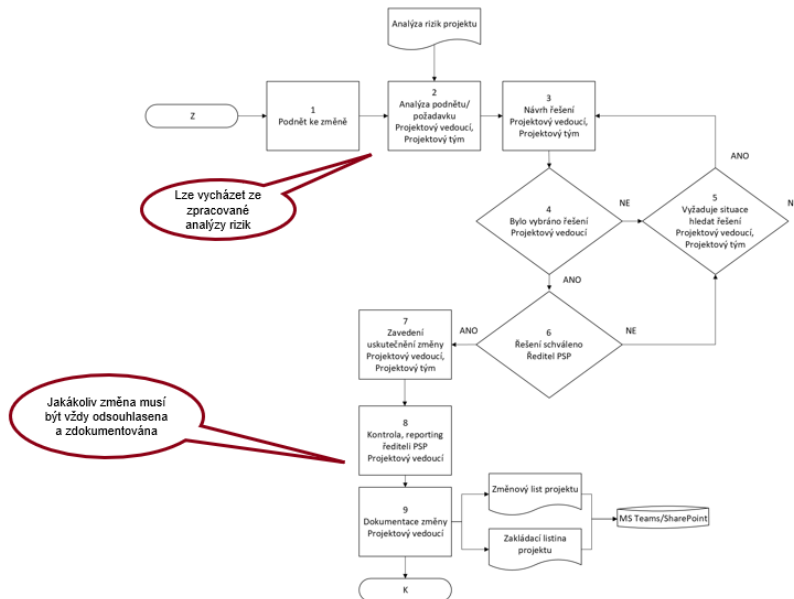 Analýza rizik projektu
Z
1
Podnět ke změně
2
Analýza podnětu/
požadavku
Projektový vedoucí,
Projektový tým
3
Návrh řešení
Projektový vedoucí,
Projektový tým
ANO
Lze vycházet ze
zpracované
analýzy rizik
4
Bylo vybráno řešení
Projektový vedoucí
NE
5
Vyžaduje situace
hledat řešení
Projektový vedoucí,
Projektový tým
N
ANO
7
Zavedení
uskutečnění změny
Projektový vedoucí,
Projektový tým
ANO
6
Řešení schváleno
Ředitel PSP
NE
Jakákoliv změna musí
být vždy odsouhlasena
a zdokumentována
8
Kontrola, reporting
řediteli PSP
Projektový vedoucí
9
Dokumentace změny
Projektový vedoucí
Změnový list projektu
Zakládací listina
projektu
MS Teams/SharePoint
K